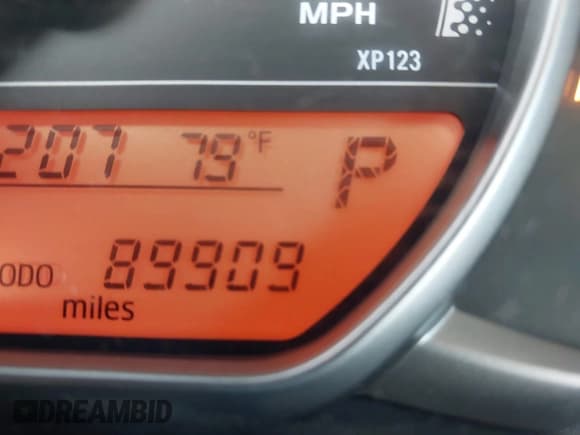 MPH
XP123
207 79 °F P
ODO 89909
miles
DREAMBID